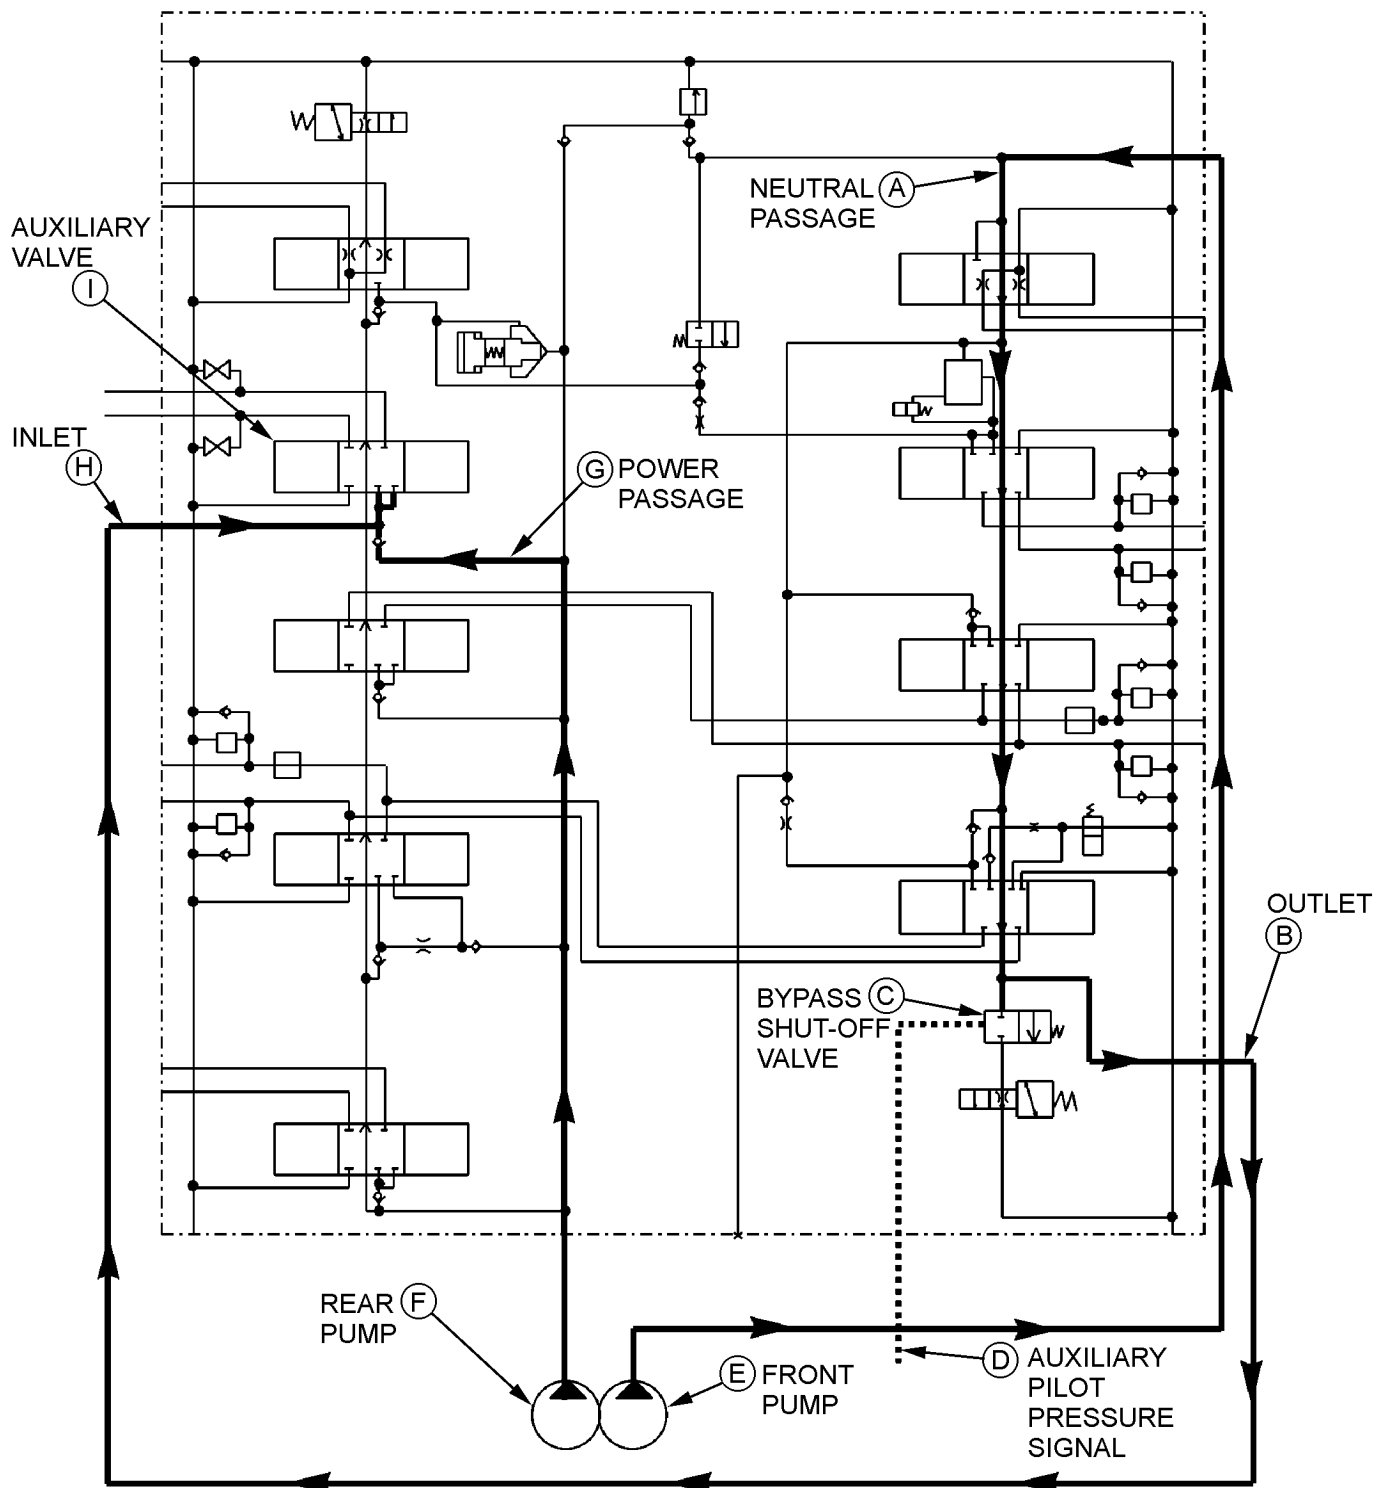 NEUTRAL A
PASSAGE
AUXILIARY
VALVE
I
INLET
H
G POWER
PASSAGE
OUTLET
B
BYPASS C
SHUT-OFF
VALVE
REAR F
PUMP
E FRONT
PUMP
D AUXILIARY
PILOT
PRESSURE
SIGNAL